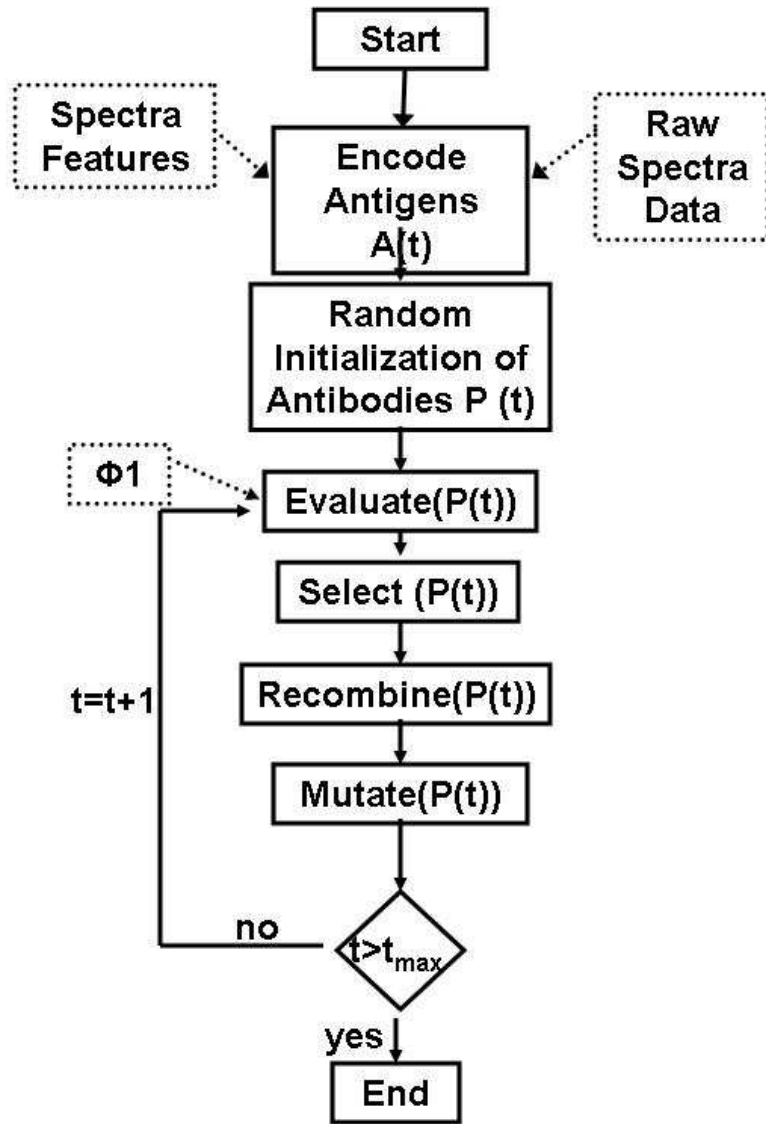 Start
Spectra
Features
Raw
Spectra
Data
Encode
Antigens
A(t)
Random
Initialization of
Antibodies P (t)
Φ1
Evaluate(P(t))
Select (P(t))
Recombine(P(t))
t=t+1
Mutate(P(t))
no
t>tmax
yes
End